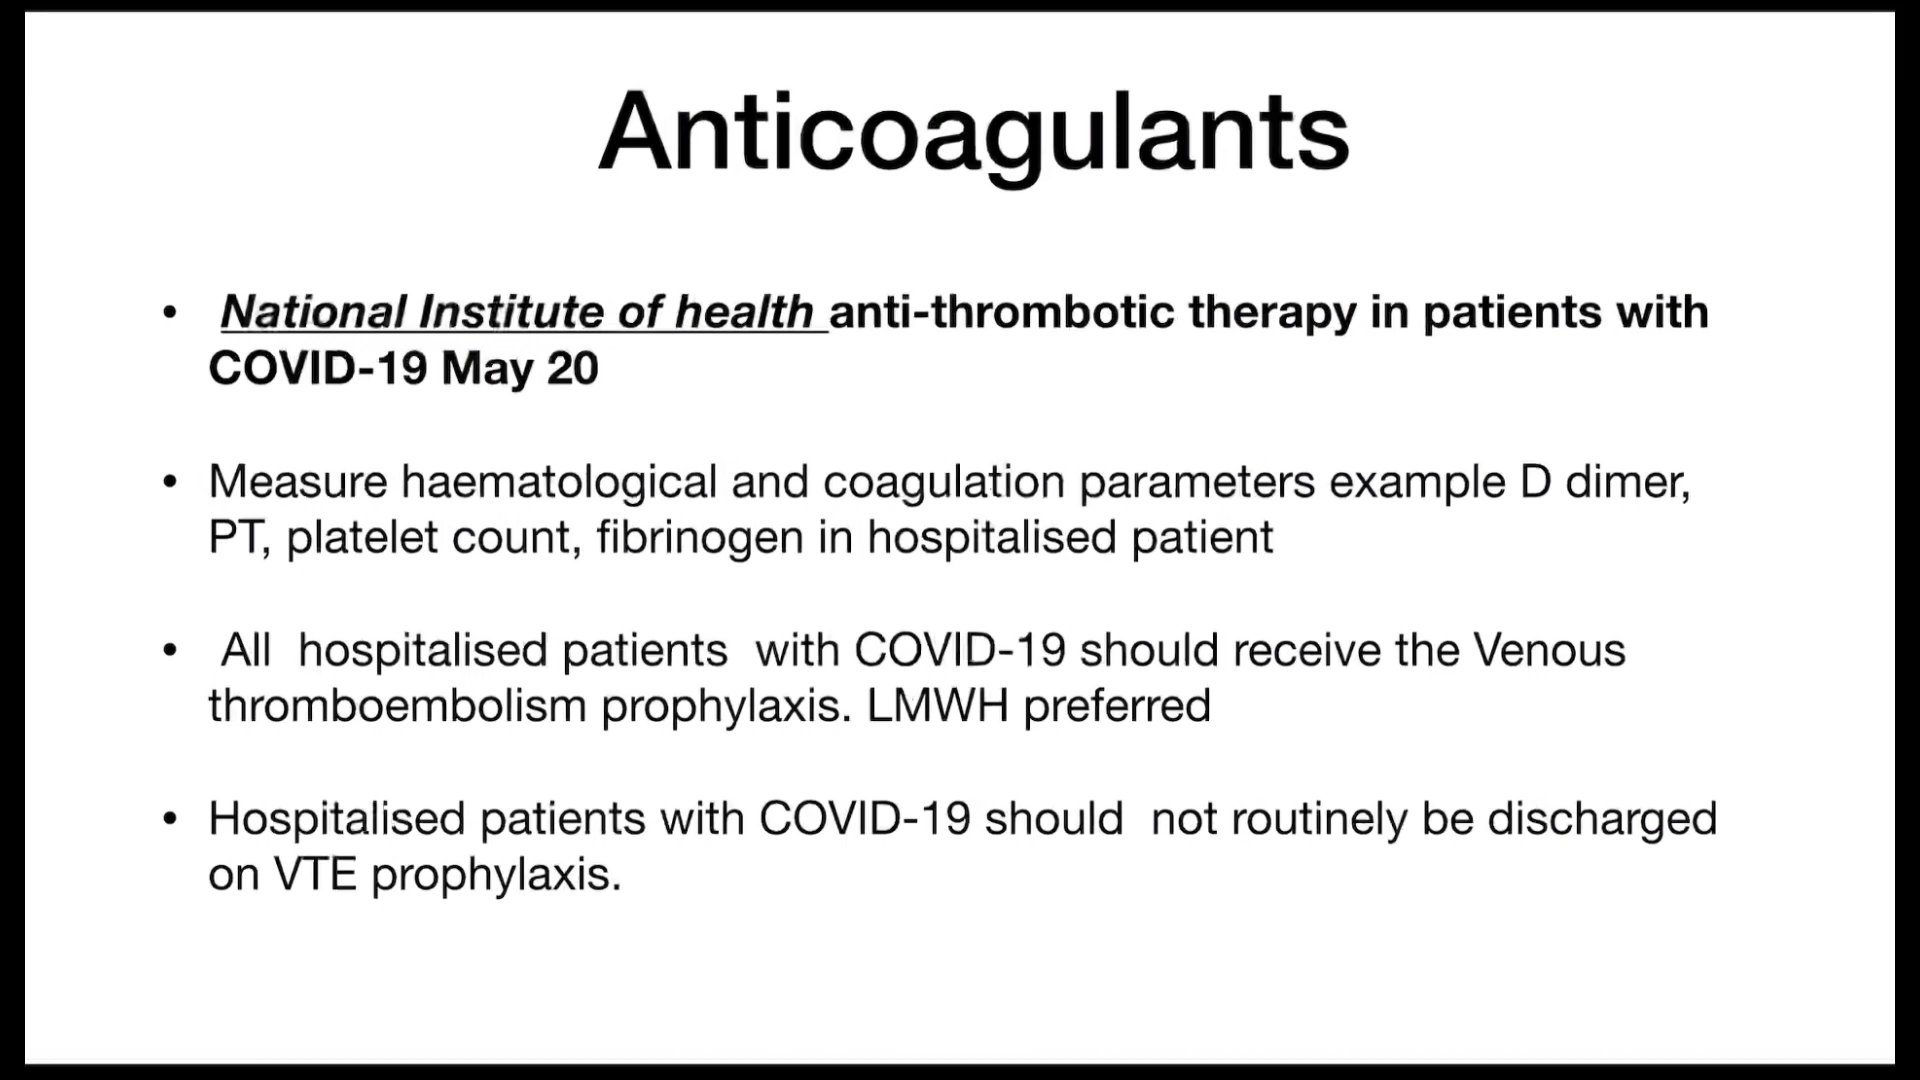 Anticoagulants
• National Institute of health anti-thrombotic therapy in patients with
COVID-19 May 20
• Measure haematological and coagulation parameters example D dimer,
PT, platelet count, fibrinogen in hospitalised patient
• All hospitalised patients with COVID-19 should receive the Venous
thromboembolism prophylaxis. LMWH preferred
• Hospitalised patients with COVID-19 should not routinely be discharged
on VTE prophylaxis.